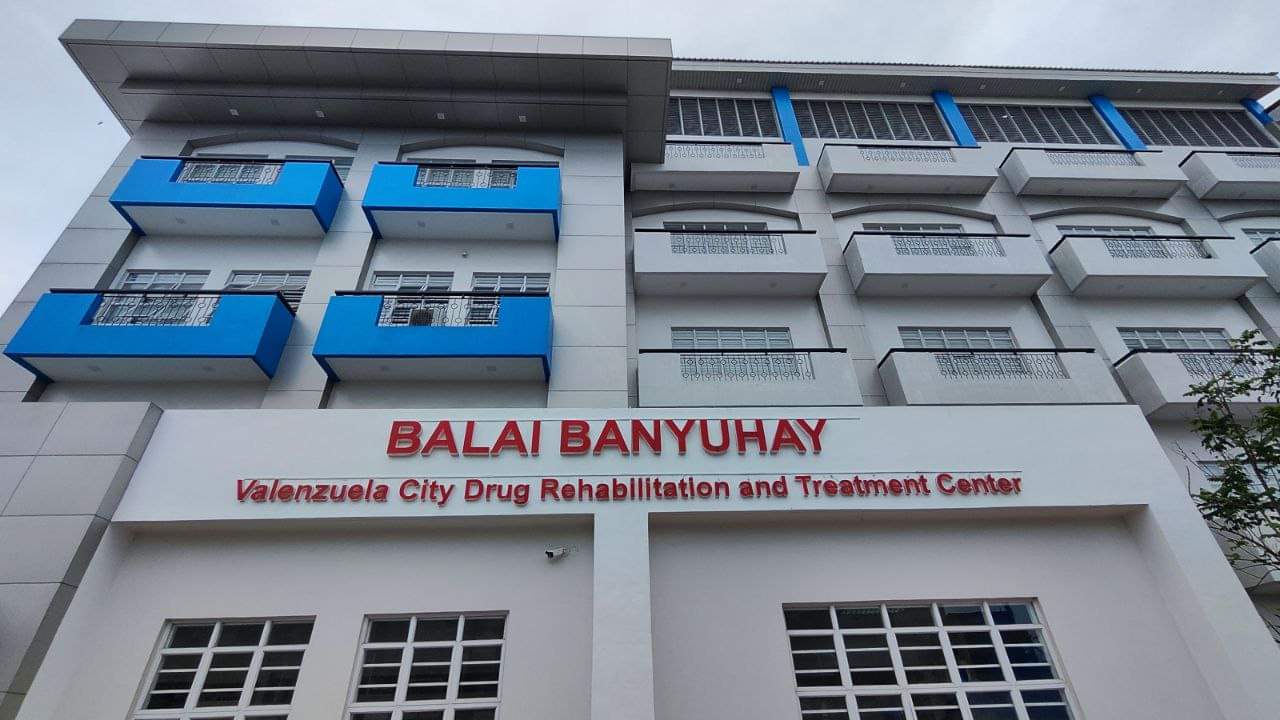 BALAI BANYUHAY
Valenzuela City Drug Rehabilitation and Treatment Center